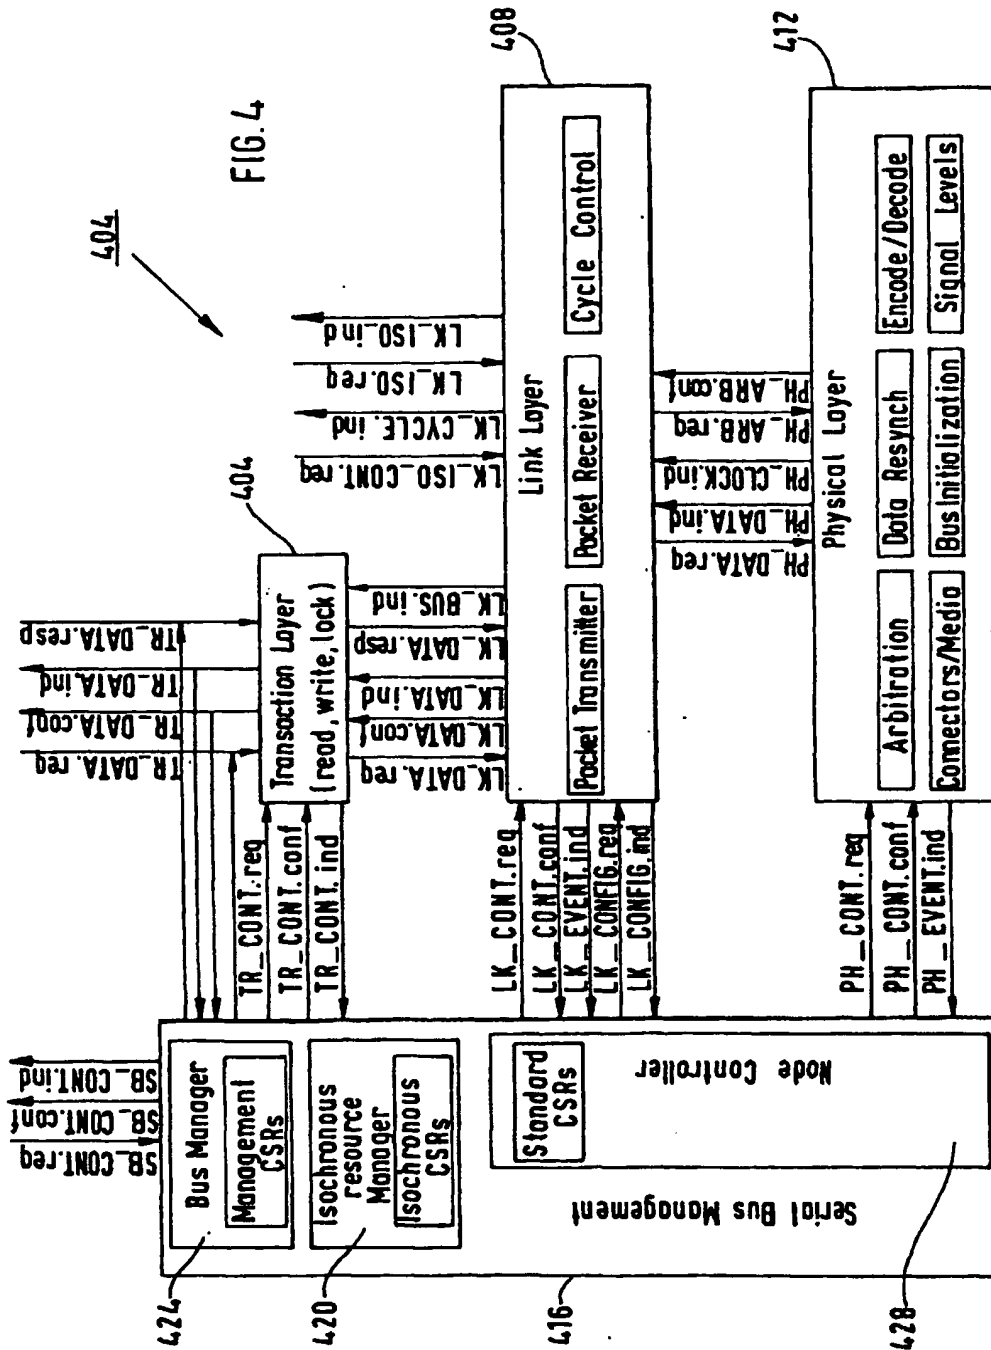 FIG. 4
404
SB_CONT.req
SB_CONT.conf
SB_CONT.ind
TR_DATA.req
TR_DATA.conf
TR_DATA.ind
TR_DATA.resp
424
Bus Manager
Management
CSRs
420
Isochronous
resource
Manager
Isochronous
CSRs
416
Serial Bus Management
Standard
CSRs
Node Controller
428
TR_CONT.req
TR_CONT.conf
TR_CONT.ind
404
Transaction Layer
(read, write, lock)
LK_DATA.req
LK_DATA.conf
LK_DATA.ind
LK_DATA.resp
LK_BUS.ind
LK_ISO_CONT.req
LK_CYCLE.ind
LK_ISO.req
LK_ISO.ind
LK_CONT.req
LK_CONT.conf
LK_EVENT.ind
LK_CONFIG.req
LK_CONFIG.ind
408
Link Layer
Packet Transmitter
Packet Receiver
Cycle Control
PH_DATA.req
PH_DATA.ind
PH_CLOCK.ind
PH_ARB.req
PH_ARB.conf
PH_CONT.req
PH_CONT.conf
PH_EVENT.ind
412
Physical Layer
Arbitration
Data Resynch
Encode/Decode
Connectors/Media
Bus Initialization
Signal Levels